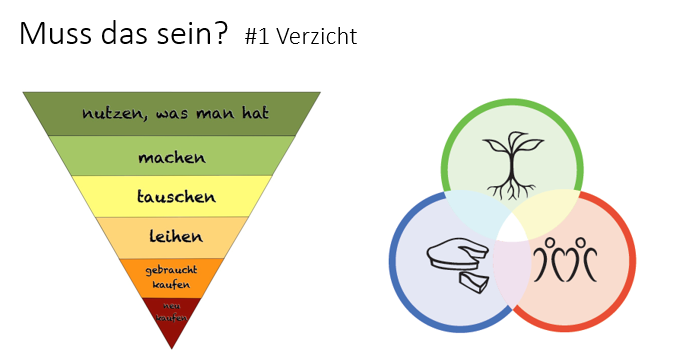 Muss das sein? #1 Verzicht
nutzen, was man hat
machen
tauschen
leihen
gebraucht
kaufen
neu
kaufen